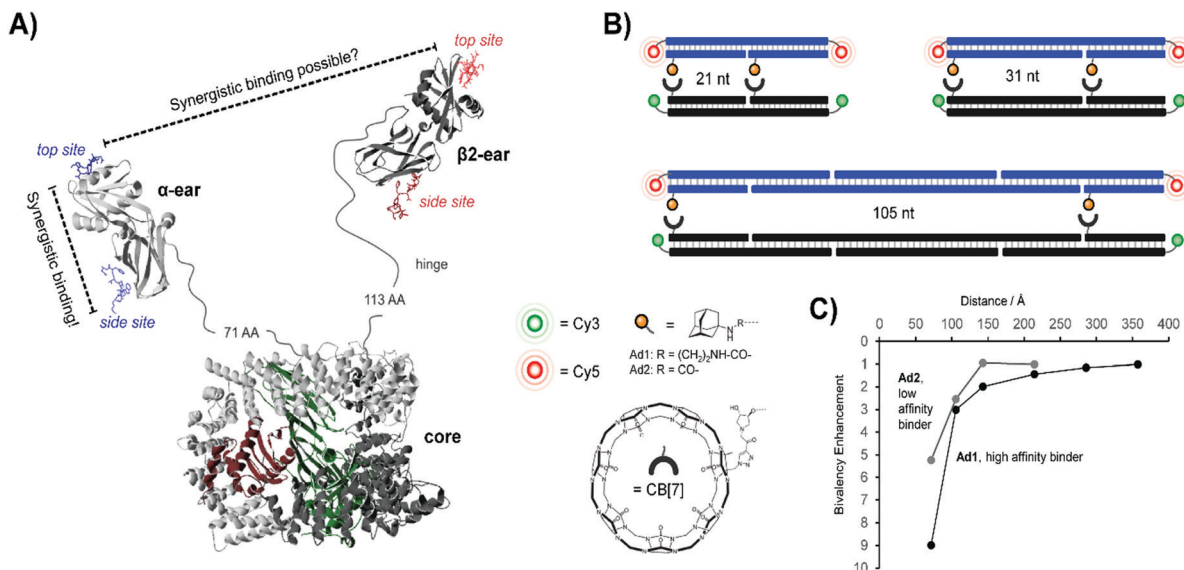 A)
Synergistic binding possible?
top site
top site
α-ear
β2-ear
side site
Synergistic binding!
side site
hinge
71 AA
113 AA
core
B)
21 nt
31 nt
105 nt
= Cy3
= Cy5
=
N
H
R
Ad1: R = (CH2)2NH-CO-
Ad2: R = CO-
= CB[7]
C)
Distance / Å
0 50 100 150 200 250 300 350 400
Bivalency Enhancement
0
1
2
3
4
5
6
7
8
9
10
Ad2,
low
affinity
binder
Ad1, high affinity binder